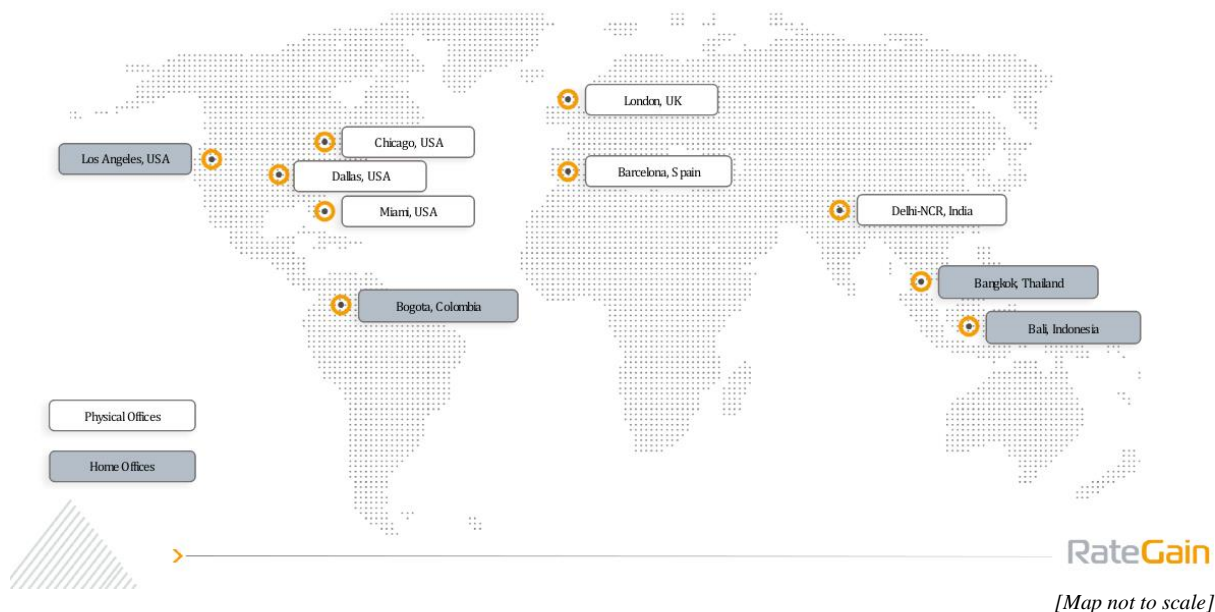 London, UK
Chicago, USA
Los Angeles, USA
Dallas, USA
Barcelona, Spain
Miami, USA
Delhi-NCR, India
Bangkok, Thailand
Bogota, Colombia
Bali, Indonesia
Physical Offices
Home Offices
RateGain
[Map not to scale]